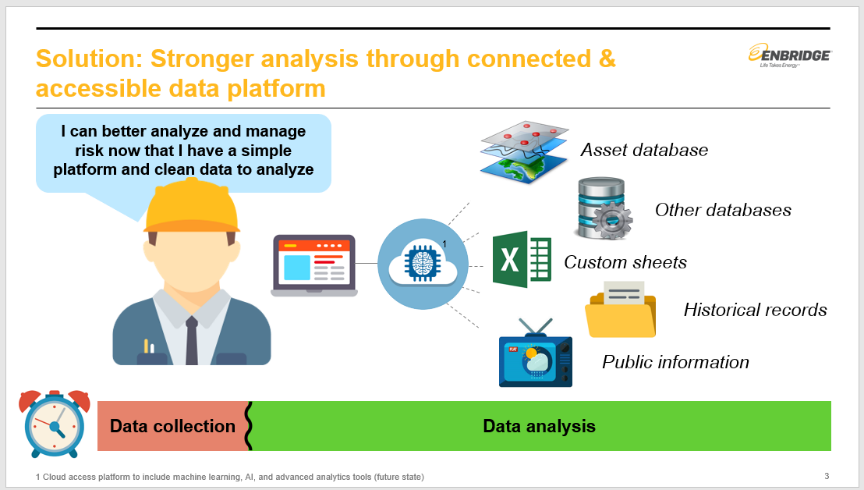 Solution: Stronger analysis through connected &
accessible data platform
ENBRIDGE
Life Takes Energy™
I can better analyze and manage
risk now that I have a simple
platform and clean data to analyze
1
Asset database
Other databases
X
Custom sheets
Historical records
Public information
Data collection
Data analysis
1 Cloud access platform to include machine learning, AI, and advanced analytics tools (future state)
3